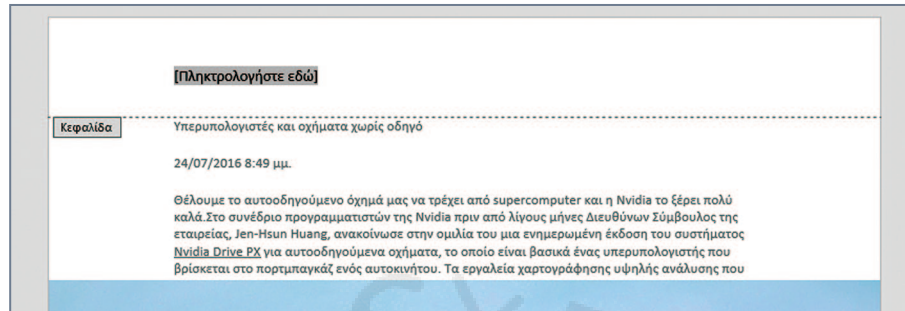 [Πληκτρολογήστε εδώ]
Κεφαλίδα
Υπερυπολογιστές και οχήματα χωρίς οδηγό
24/07/2016 8:49 μμ.
Θέλουμε το αυτοοδηγούμενο όχημά μας να τρέχει από supercomputer και η Nvidia το ξέρει πολύ
καλά.Στο συνέδριο προγραμματιστών της Nvidia πριν από λίγους μήνες Διευθύνων Σύμβουλος της
εταιρείας, Jen-Hsun Huang, ανακοίνωσε στην ομιλία του μια ενημερωμένη έκδοση του συστήματος
Nvidia Drive PX για αυτοοδηγούμενα οχήματα, το οποίο είναι βασικά ένας υπερυπολογιστής που
βρίσκεται στο πορτμπαγκάζ ενός αυτοκινήτου. Τα εργαλεία χαρτογράφησης υψηλής ανάλυσης που